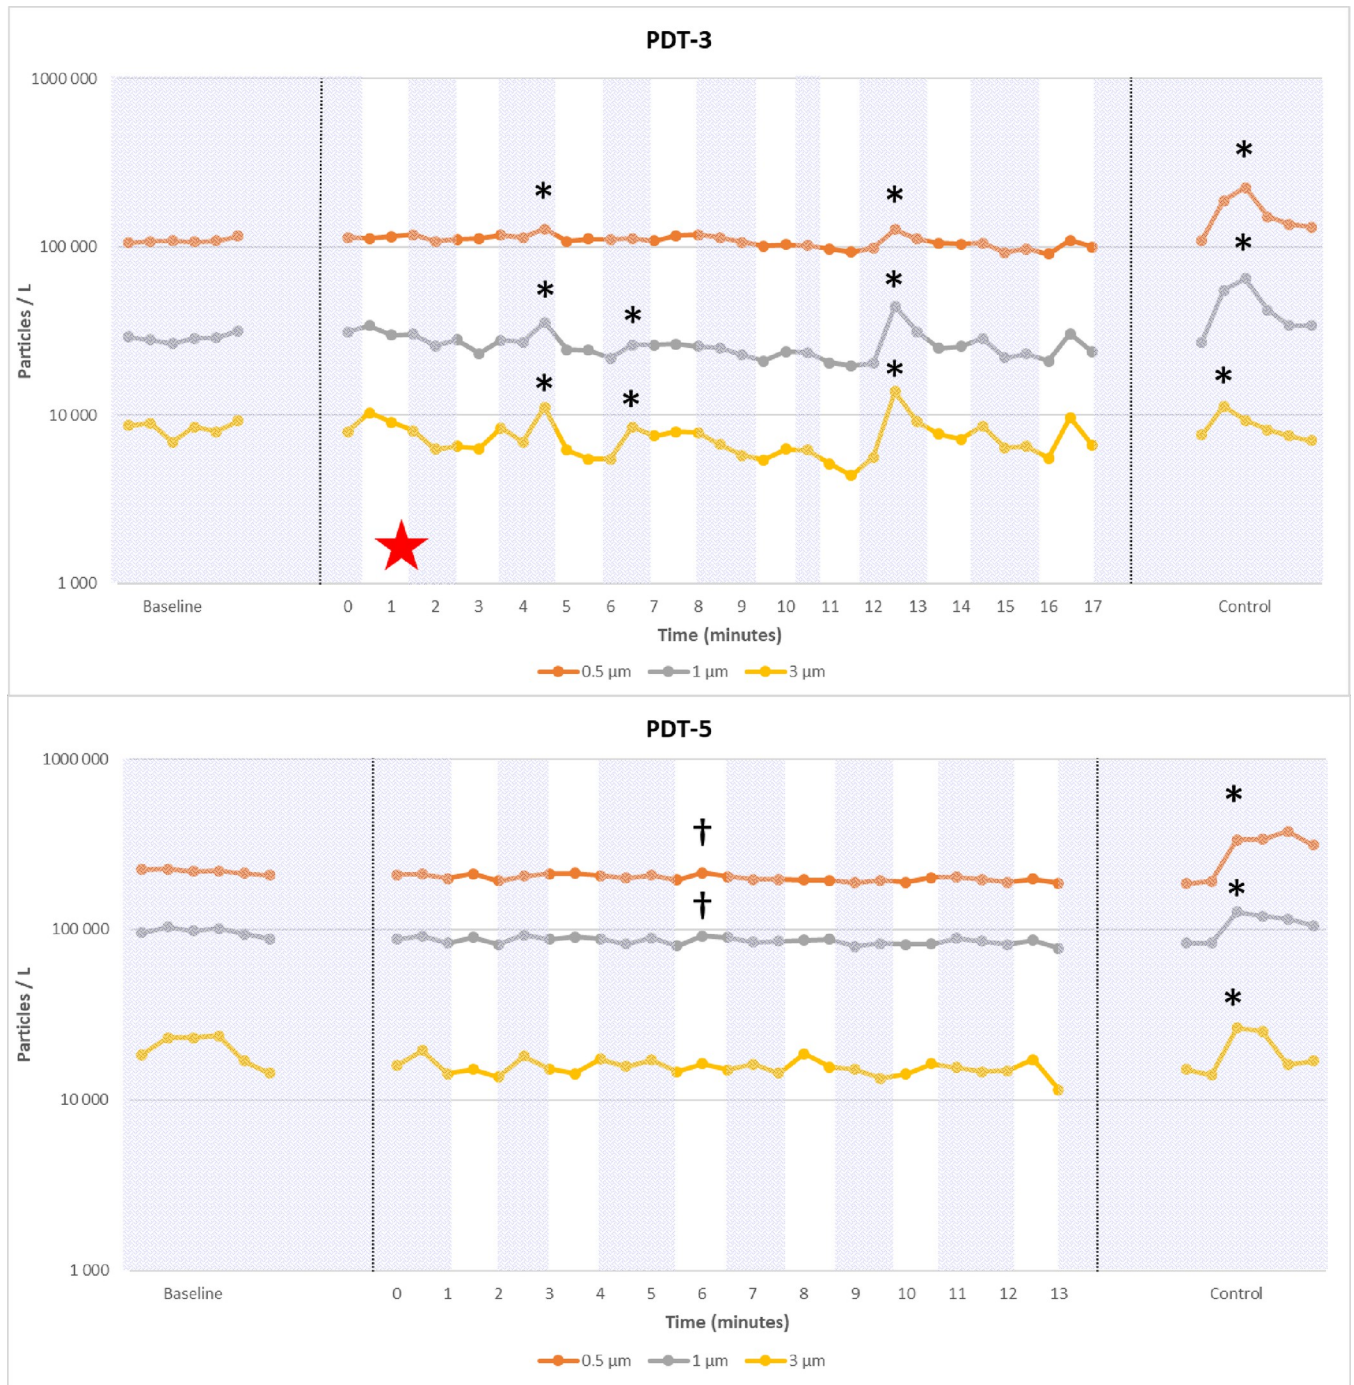 PDT-3
1000 000
*
*
*
*
100 000
*
*
*
*
*
*
*
10 000
1 000
Particles / L
Baseline 0 1 2 3 4 5 6 7 8 9 10 11 12 13 14 15 16 17 Control
Time (minutes)
0.5 µm 1 µm 3 µm
PDT-5
1000 000
*
†
*
†
100 000
*
10 000
1 000
Particles / L
Baseline 0 1 2 3 4 5 6 7 8 9 10 11 12 13 Control
Time (minutes)
0.5 µm 1 µm 3 µm